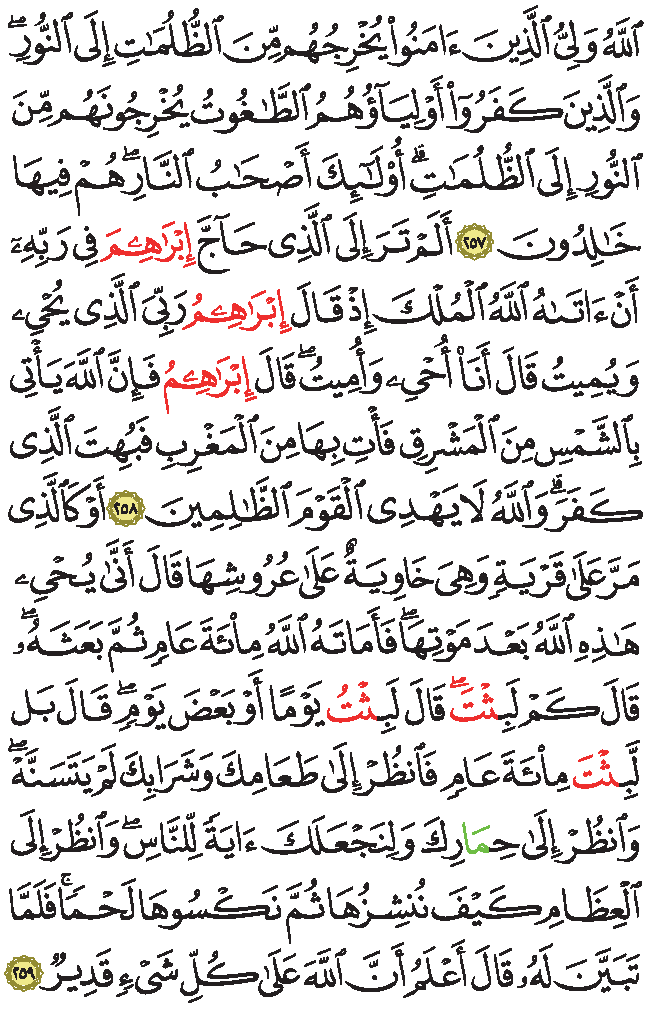 ٱللَّهُ وَلِيُّ ٱلَّذِينَ ءَامَنُوا۟ يُخْرِجُهُم مِّنَ ٱلظُّلُمَٰتِ إِلَى ٱلنُّورِ ۖ
وَٱلَّذِينَ كَفَرُوٓا۟ أَوْلِيَآؤُهُمُ ٱلطَّٰغُوتُ يُخْرِجُونَهُم مِّنَ
ٱلنُّورِ إِلَى ٱلظُّلُمَٰتِ ۗ أُو۟لَٰٓئِكَ أَصْحَٰبُ ٱلنَّارِ ۖ هُمْ فِيهَا
خَٰلِدُونَ ٢٥٧ أَلَمْ تَرَ إِلَى ٱلَّذِى حَآجَّ إِبْرَٰهِۦمَ فِى رَبِّهِۦٓ
أَنْ ءَاتَىٰهُ ٱللَّهُ ٱلْمُلْكَ إِذْ قَالَ إِبْرَٰهِۦمُ رَبِّىَ ٱلَّذِى يُحْىِۦ
وَيُمِيتُ قَالَ أَنَا۠ أُحْىِۦ وَأُمِيتُ ۖ قَالَ إِبْرَٰهِۦمُ فَإِنَّ ٱللَّهَ يَأْتِى
بِٱلشَّمْسِ مِنَ ٱلْمَشْرِقِ فَأْتِ بِهَا مِنَ ٱلْمَغْرِبِ فَبُهِتَ ٱلَّذِى
كَفَرَ ۗ وَٱللَّهُ لَا يَهْدِى ٱلْقَوْمَ ٱلظَّٰلِمِينَ ٢٥٨ أَوْ كَٱلَّذِى
مَرَّ عَلَىٰ قَرْيَةٍ وَهِىَ خَاوِيَةٌ عَلَىٰ عُرُوشِهَا قَالَ أَنَّىٰ يُحْىِۦ
هَٰذِهِ ٱللَّهُ بَعْدَ مَوْتِهَا ۖ فَأَمَاتَهُ ٱللَّهُ مِا۟ئَةَ عَامٍ ثُمَّ بَعَثَهُۥ ۖ
قَالَ كَمْ لَبِثْتَ ۖ قَالَ لَبِثْتُ يَوْمًا أَوْ بَعْضَ يَوْمٍ ۖ قَالَ بَل
لَّبِثْتَ مِا۟ئَةَ عَامٍ فَٱنظُرْ إِلَىٰ طَعَامِكَ وَشَرَابِكَ لَمْ يَتَسَنَّهْ ۖ
وَٱنظُرْ إِلَىٰ حِمَارِكَ وَلِنَجْعَلَكَ ءَايَةً لِّلنَّاسِ ۖ وَٱنظُرْ إِلَى
ٱلْعِظَامِ كَيْفَ نُنشِزُهَا ثُمَّ نَكْسُوهَا لَحْمًا ۚ فَلَمَّا
تَبَيَّنَ لَهُۥ قَالَ أَعْلَمُ أَنَّ ٱللَّهَ عَلَىٰ كُلِّ شَىْءٍ قَدِيرٌ ٢٥٩